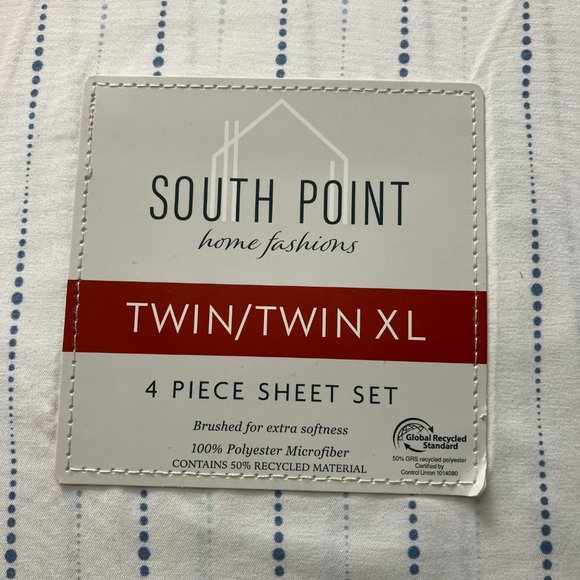 SOUTH POINT
home fashions
TWIN/TWIN XL
4 PIECE SHEET SET
Brushed for extra softness
100% Polyester Microfiber
CONTAINS 50% RECYCLED MATERIAL
Global Recycled
Standard
50% GRS recycled polyester
Certified by
Control Union 1014080